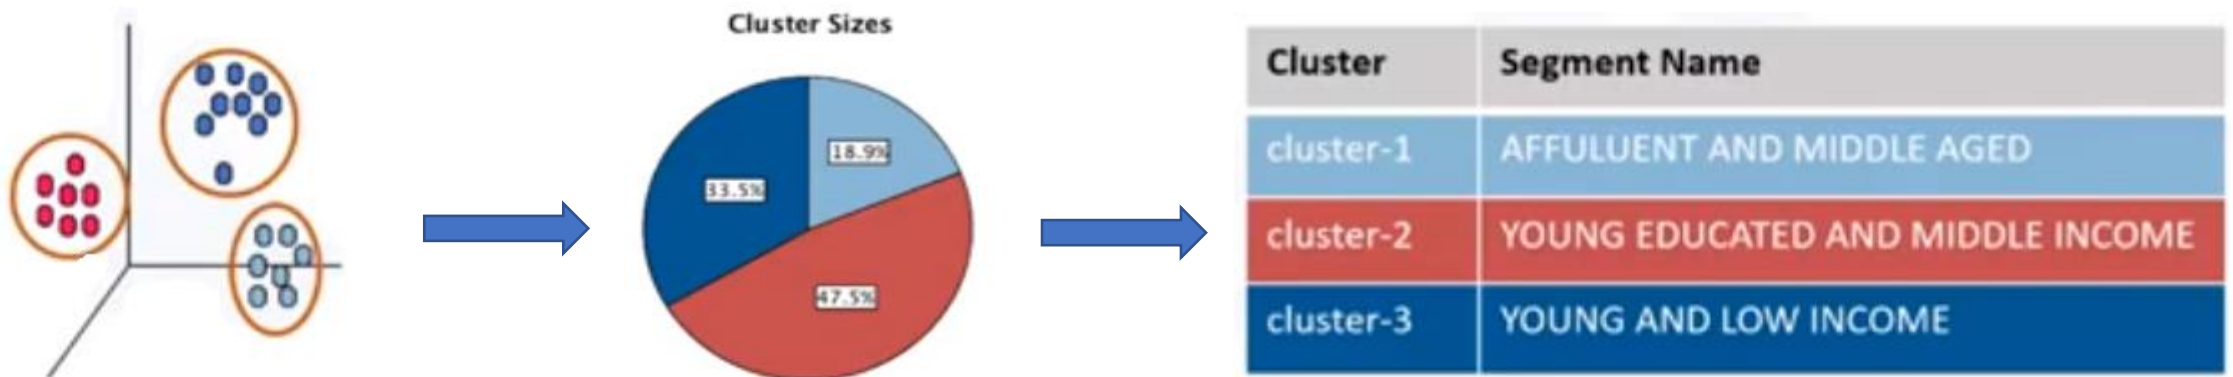 Cluster Sizes
18.9%
33.5%
47.5%
Cluster Segment Name
cluster-1 AFFULUENT AND MIDDLE AGED
cluster-2 YOUNG EDUCATED AND MIDDLE INCOME
cluster-3 YOUNG AND LOW INCOME